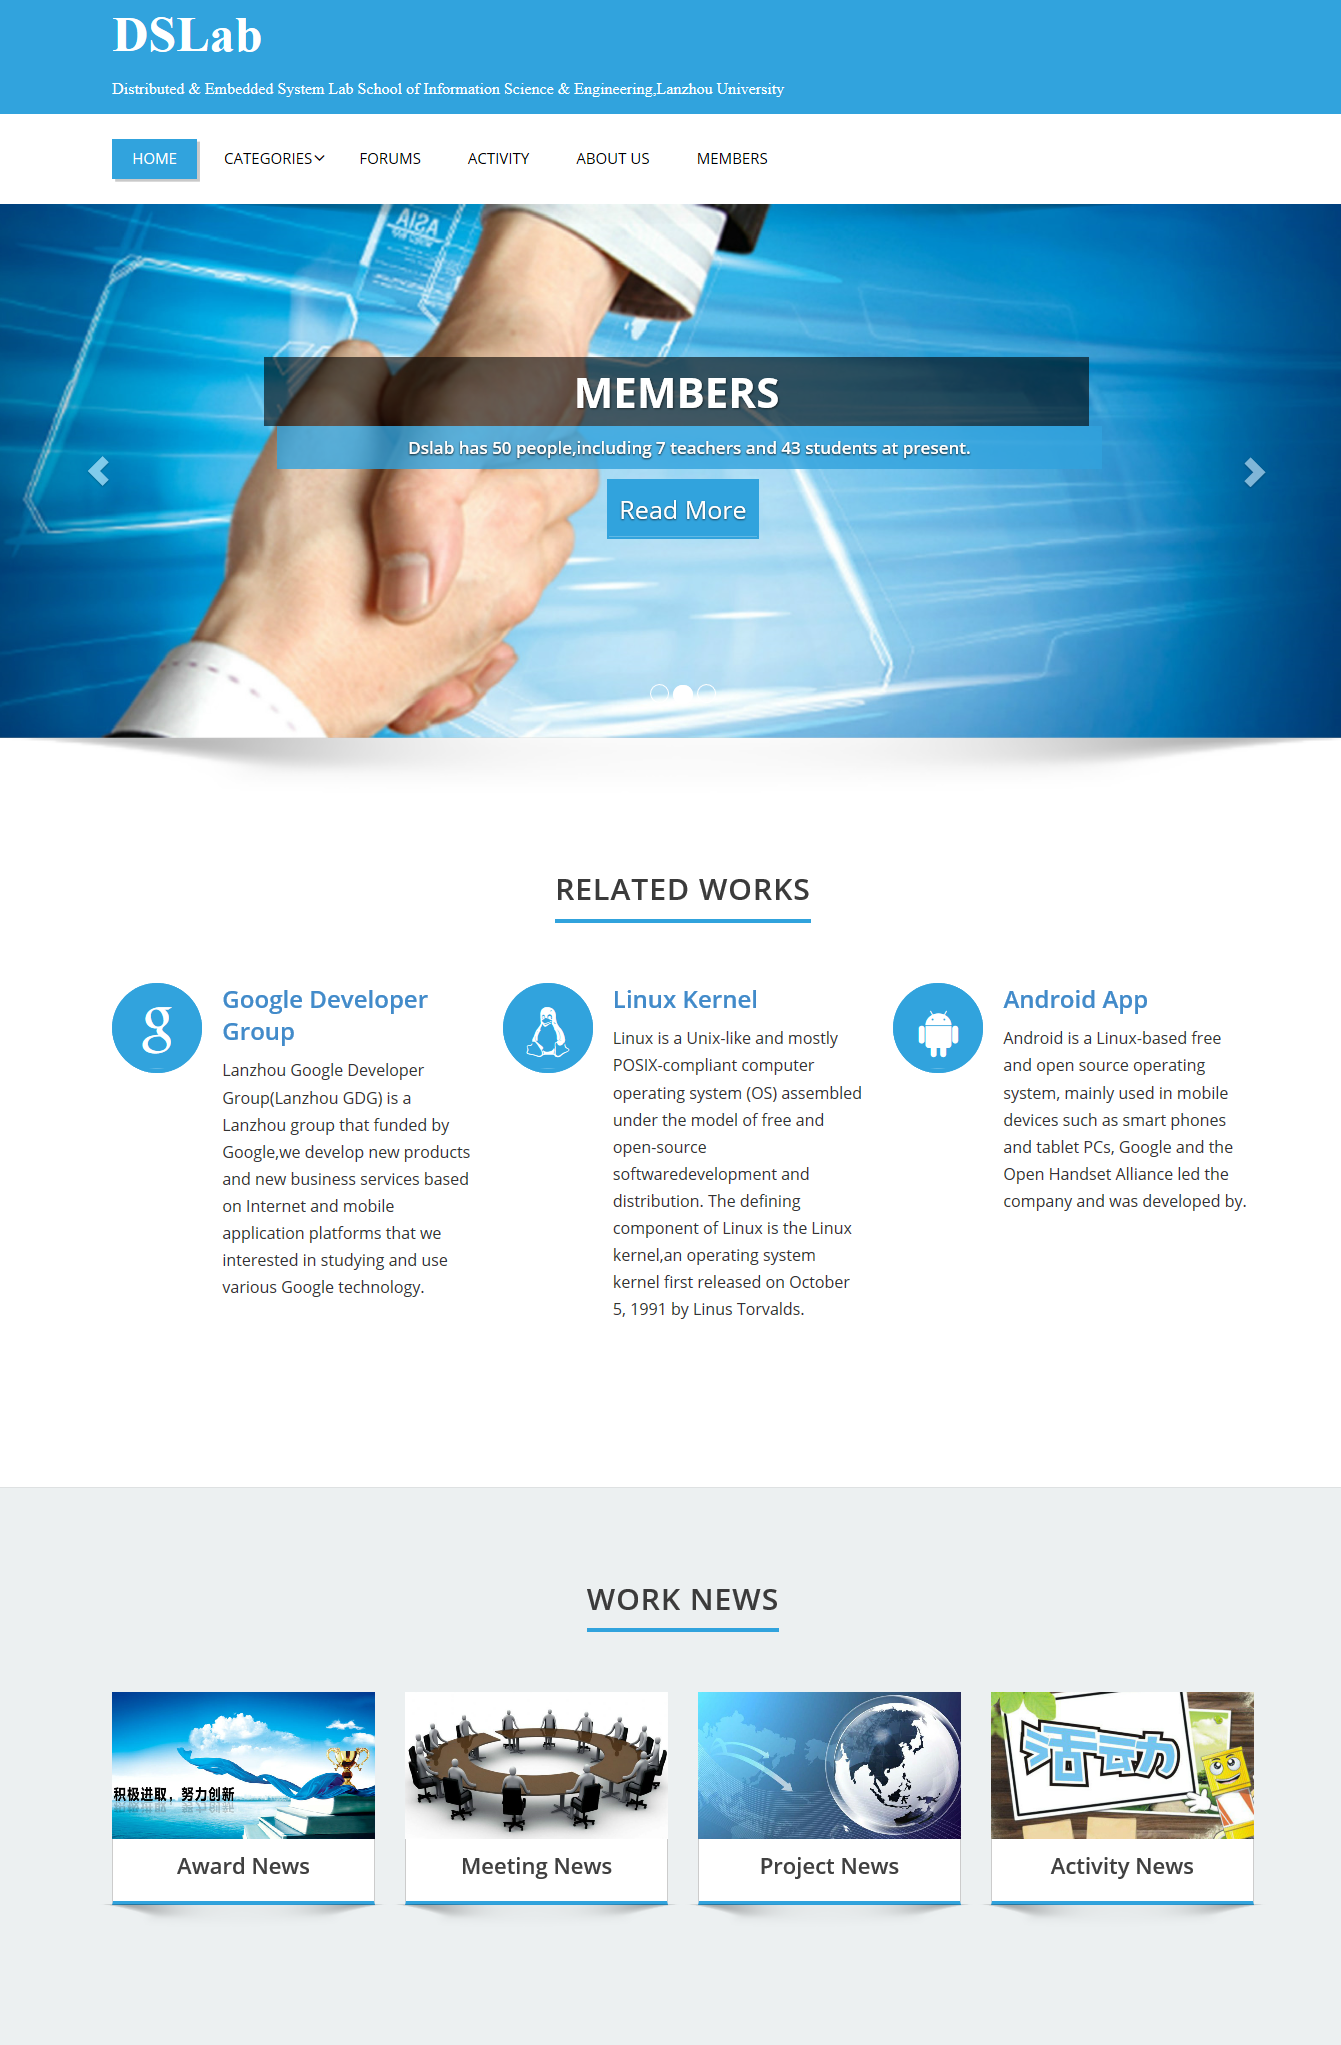 DSLab
Distributed & Embedded System Lab School of Information Science & Engineering,Lanzhou University
HOME CATEGORIES FORUMS ACTIVITY ABOUT US MEMBERS
ASIA
MEMBERS
Dslab has 50 people,including 7 teachers and 43 students at present.
Read More
RELATED WORKS
Google Developer
Group
Lanzhou Google Developer
Group(Lanzhou GDG) is a
Lanzhou group that funded by
Google,we develop new products
and new business services based
on Internet and mobile
application platforms that we
interested in studying and use
various Google technology.
Linux Kernel
Linux is a Unix-like and mostly
POSIX-compliant computer
operating system (OS) assembled
under the model of free and
open-source
softwaredevelopment and
distribution. The defining
component of Linux is the Linux
kernel,an operating system
kernel first released on October
5, 1991 by Linus Torvalds.
Android App
Android is a Linux-based free
and open source operating
system, mainly used in mobile
devices such as smart phones
and tablet PCs, Google and the
Open Handset Alliance led the
company and was developed by.
WORK NEWS
积极进取，努力创新
活动
Award News
Meeting News
Project News
Activity News